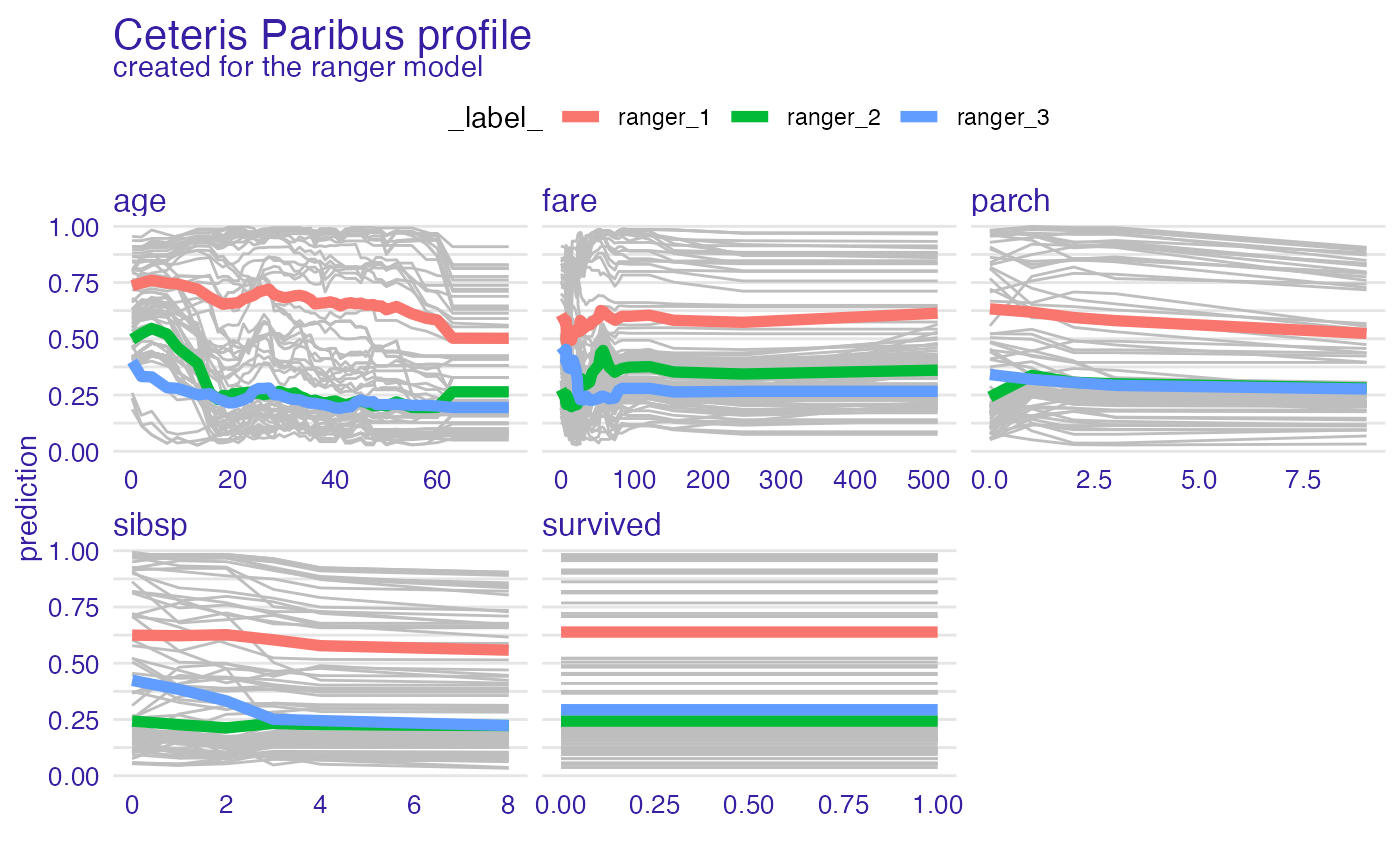 Ceteris Paribus profile
created for the ranger model
_label_ ranger_1 ranger_2 ranger_3
age fare parch
1.00
0.75
0.50
0.25
0.00
0 20 40 60 0 100 200 300 400 500 0.0 2.5 5.0 7.5
prediction
sibsp survived
1.00
0.75
0.50
0.25
0.00
0 2 4 6 8 0.00 0.25 0.50 0.75 1.00